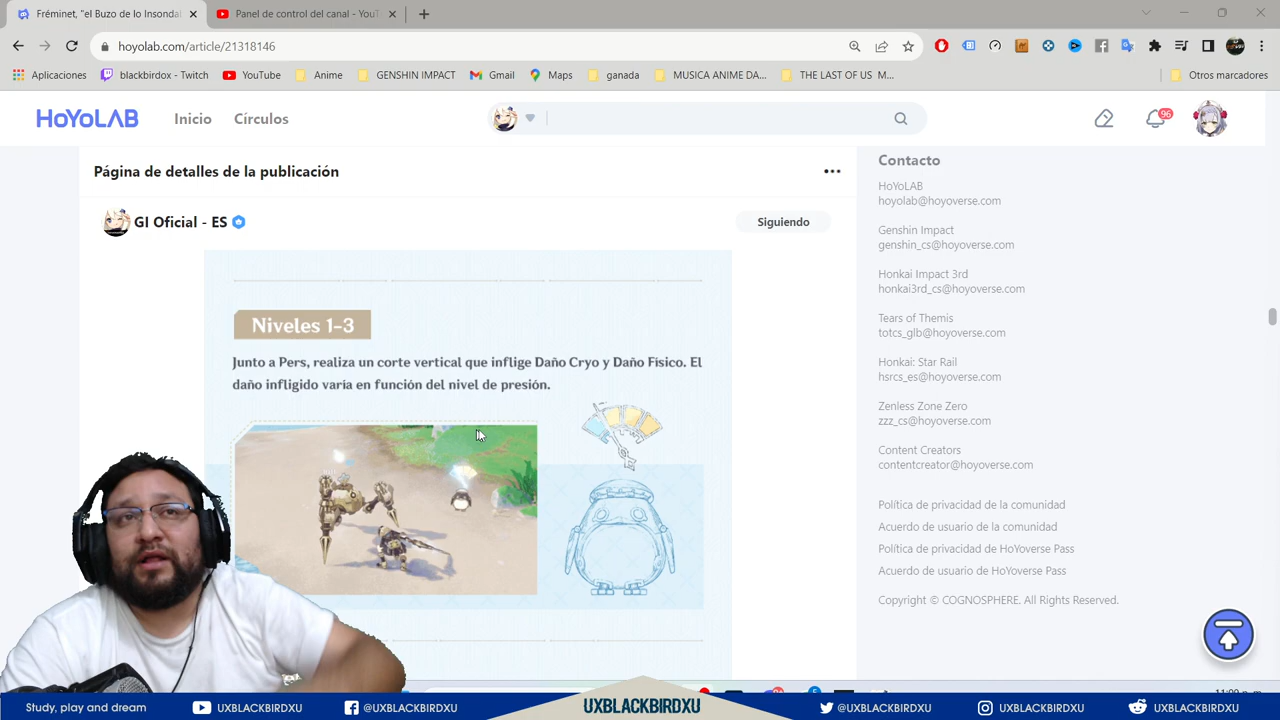 Fréminet, "el Buzo de lo Insondal
Panel de control del canal - YouT
hoyolab.com/article/21318146
Aplicaciones
blackbirdox - Twitch
YouTube
Anime
GENSHIN IMPACT
Gmail
Maps
ganada
MUSICA ANIME DA...
THE LAST OF US M...
Otros marcadores
HoYoLAB
Inicio
Círculos
96
Página de detalles de la publicación
GI Oficial - ES
Siguiendo
Niveles 1-3
Junto a Pers, realiza un corte vertical que inflige Daño Cryo y Daño Físico. El
daño infligido varía en función del nivel de presión.
Contacto
HoYoLAB
hoyolab@hoyoverse.com
Genshin Impact
genshin_cs@hoyoverse.com
Honkai Impact 3rd
honkai3rd_cs@hoyoverse.com
Tears of Themis
totcs_glb@hoyoverse.com
Honkai: Star Rail
hsrcs_es@hoyoverse.com
Zenless Zone Zero
zzz_cs@hoyoverse.com
Content Creators
contentcreator@hoyoverse.com
Política de privacidad de la comunidad
Acuerdo de usuario de la comunidad
Política de privacidad de HoYoverse Pass
Acuerdo de usuario de HoYoverse Pass
Copyright © COGNOSPHERE. All Rights Reserved.
Study, play and dream
UXBLACKBIRDXU
@UXBLACKBIRDXU
UXBLACKBIRDXU
@UXBLACKBIRDXU
UXBLACKBIRDXU
UXBLACKBIRDXU